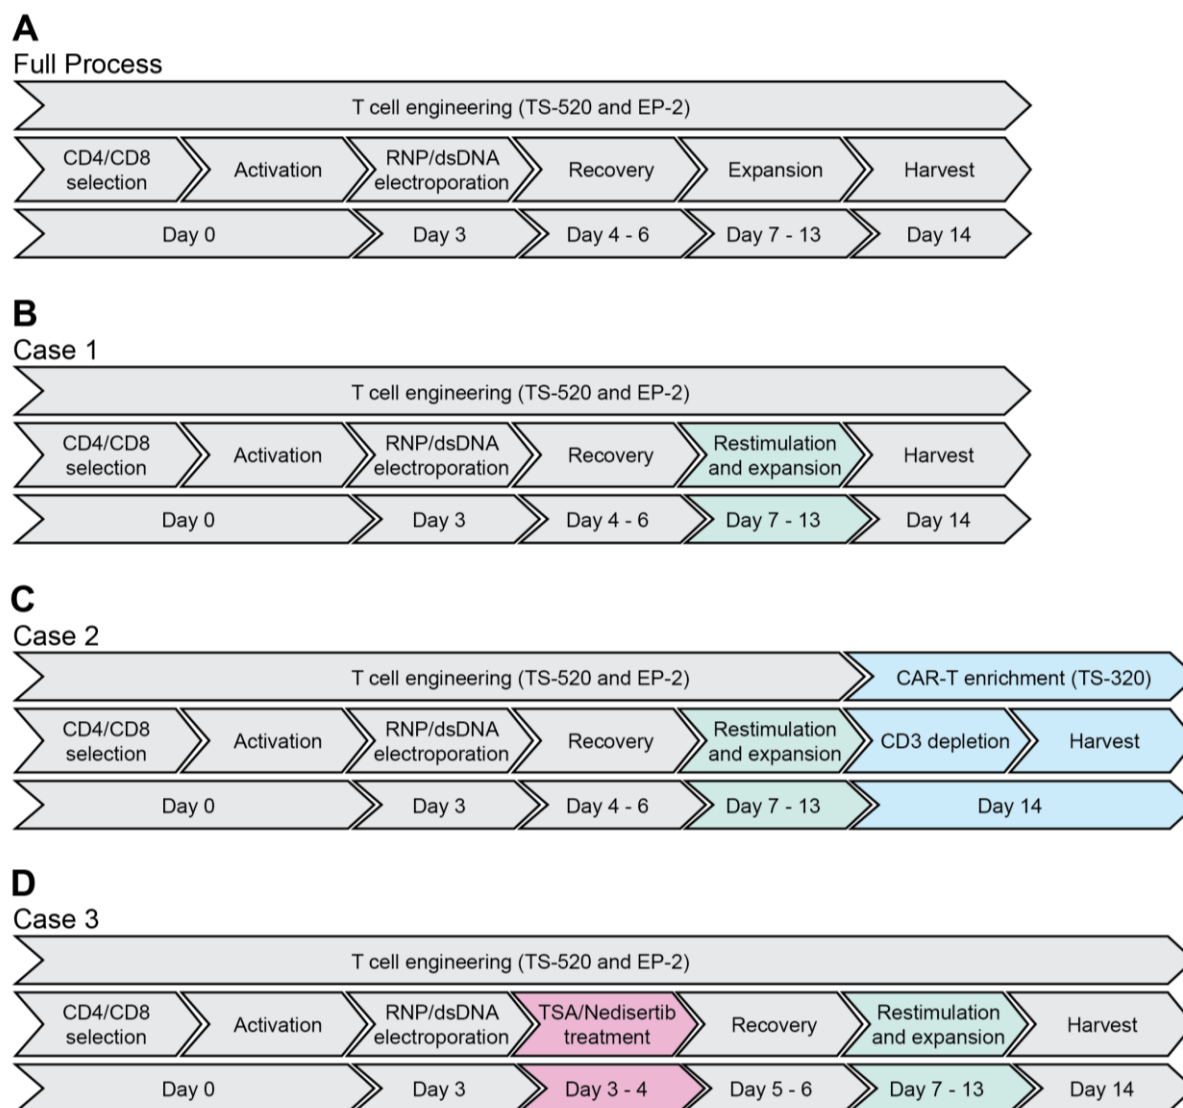 A
Full Process
T cell engineering (TS-520 and EP-2)
CD4/CD8
selection
Activation
RNP/dsDNA
electroporation
Recovery
Expansion
Harvest
Day 0
Day 3
Day 4 - 6
Day 7 - 13
Day 14
B
Case 1
T cell engineering (TS-520 and EP-2)
CD4/CD8
selection
Activation
RNP/dsDNA
electroporation
Recovery
Restimulation
and expansion
Harvest
Day 0
Day 3
Day 4 - 6
Day 7 - 13
Day 14
C
Case 2
T cell engineering (TS-520 and EP-2)
CAR-T enrichment (TS-320)
CD4/CD8
selection
Activation
RNP/dsDNA
electroporation
Recovery
Restimulation
and expansion
CD3 depletion
Harvest
Day 0
Day 3
Day 4 - 6
Day 7 - 13
Day 14
D
Case 3
T cell engineering (TS-520 and EP-2)
CD4/CD8
selection
Activation
RNP/dsDNA
electroporation
TSA/Nedisertib
treatment
Recovery
Restimulation
and expansion
Harvest
Day 0
Day 3
Day 3 - 4
Day 5 - 6
Day 7 - 13
Day 14